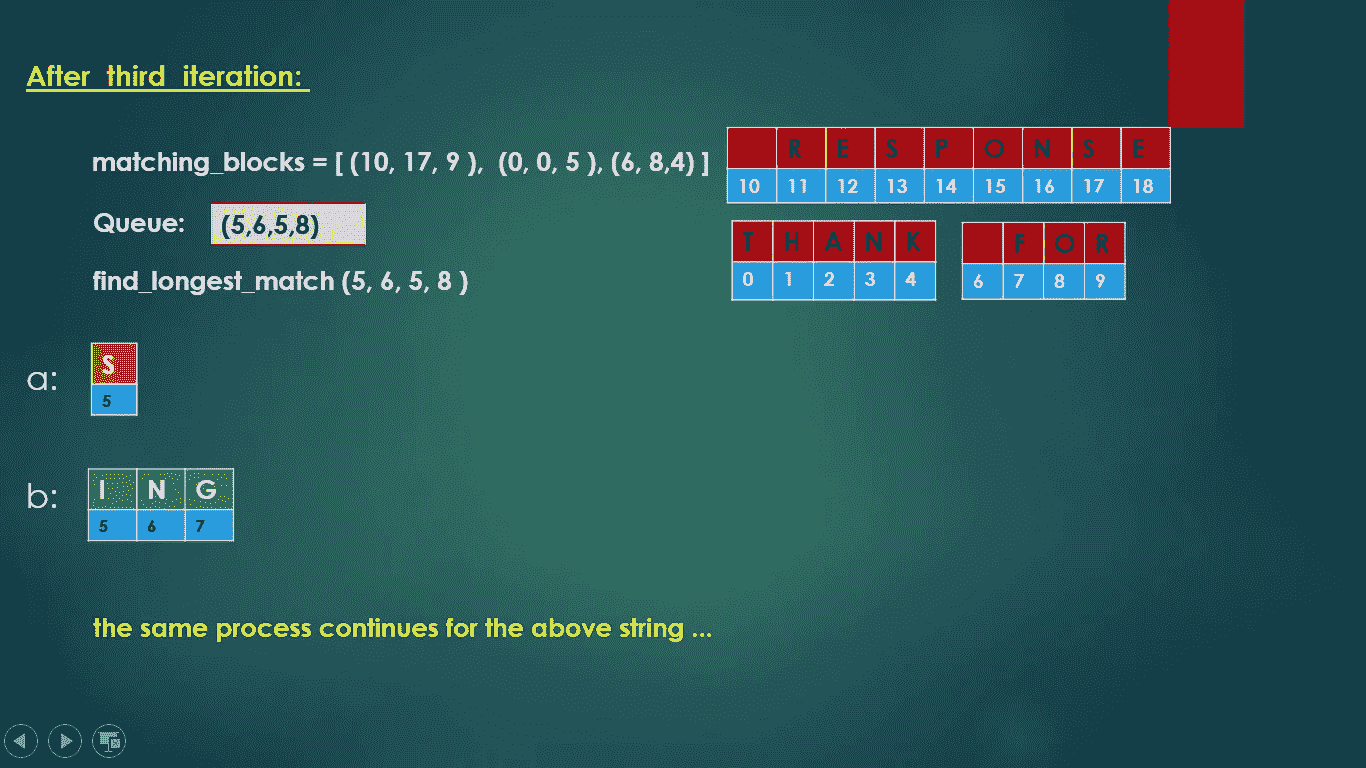 After third iteration:
matching_blocks = [ (10, 17, 9 ), (0, 0, 5 ), (6, 8,4) ]
R E S P O N S E
10 11 12 13 14 15 16 17 18
Queue: (5,6,5,8)
T H A N K
0 1 2 3 4
F O R
6 7 8 9
find_longest_match (5, 6, 5, 8 )
a: S
5
b: I N G
5 6 7
the same process continues for the above string ...